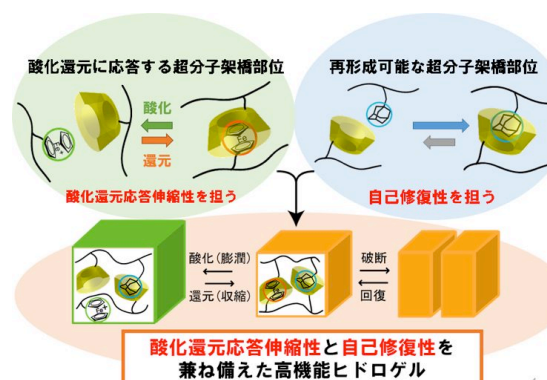 酸化還元に応答する超分子架橋部位
酸化
還元
酸化還元応答伸縮性を担う
再形成可能な超分子架橋部位
自己修復性を担う
酸化(膨潤)
還元(収縮)
破断
回復
酸化還元応答伸縮性と自己修復性を
兼ね備えた高機能ヒドロゲル